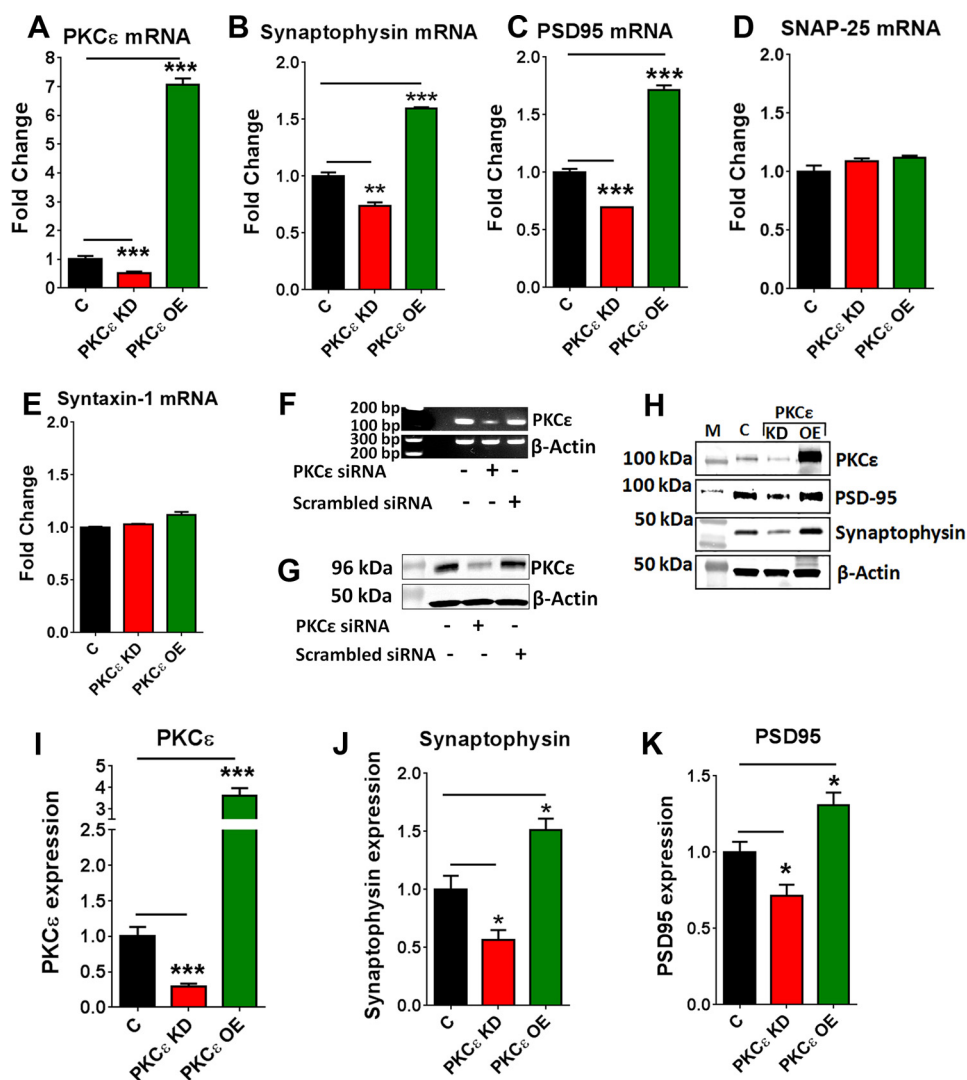 A
PKCε mRNA
Fold Change
8
7
6
5
4
3
2
1
0
***
***
C
PKCε KD
PKCε OE
B
Synaptophysin mRNA
Fold Change
2.0
1.5
1.0
0.5
0.0
**
***
C
PKCε KD
PKCε OE
C
PSD95 mRNA
Fold Change
2.0
1.5
1.0
0.5
0.0
***
***
C
PKCε KD
PKCε OE
D
SNAP-25 mRNA
Fold Change
2.0
1.5
1.0
0.5
0.0
C
PKCε KD
PKCε OE
E
Syntaxin-1 mRNA
Fold Change
2.0
1.5
1.0
0.5
0.0
C
PKCε KD
PKCε OE
F
200 bp
100 bp
PKCε
300 bp
200 bp
β-Actin
PKCε siRNA - + -
Scrambled siRNA - - +
G
96 kDa
PKCε
50 kDa
β-Actin
PKCε siRNA - + -
Scrambled siRNA - - +
H
PKCε
M C KD OE
100 kDa PKCε
100 kDa PSD-95
50 kDa Synaptophysin
50 kDa β-Actin
I
PKCε
PKCε expression
5
4
3
2.5
2.0
1.5
1.0
0.5
0.0
***
***
C
PKCε KD
PKCε OE
J
Synaptophysin
Synaptophysin expression
2.0
1.5
1.0
0.5
0.0
*
*
C
PKCε KD
PKCε OE
K
PSD95
PSD95 expression
1.5
1.0
0.5
0.0
*
*
C
PKCε KD
PKCε OE